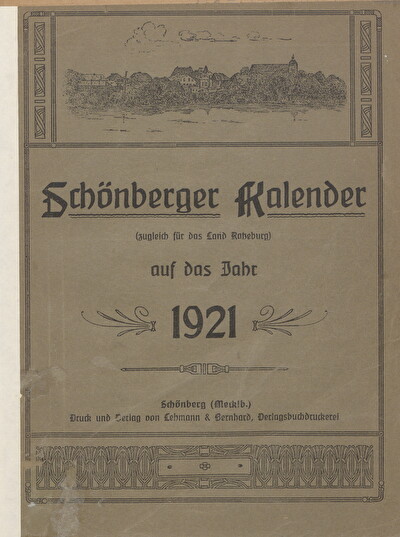 Schönberger Kalender
(zugleich für das Land Ratzeburg)
auf das Jahr
1921
Schönberg (Mecklb.)
Druck und Verlag von Lehmann & Bernhard, Verlagsbuchdruckerei